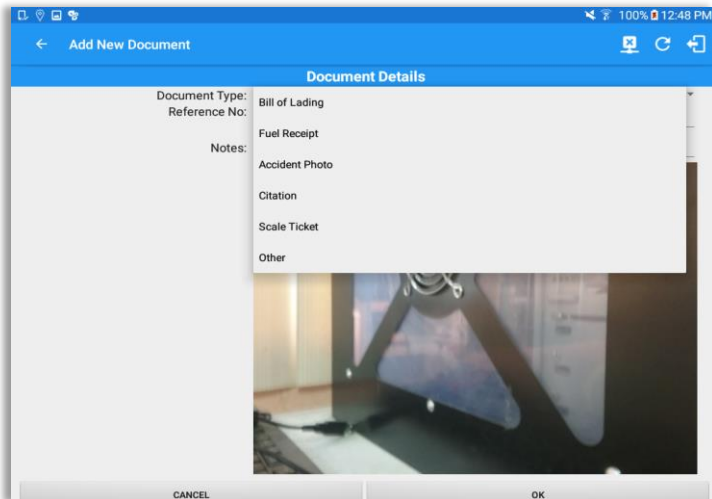 100% 12:48 PM
Add New Document
Document Details
Document Type:
Reference No:
Notes:
Bill of Lading
Fuel Receipt
Accident Photo
Citation
Scale Ticket
Other
CANCEL
OK